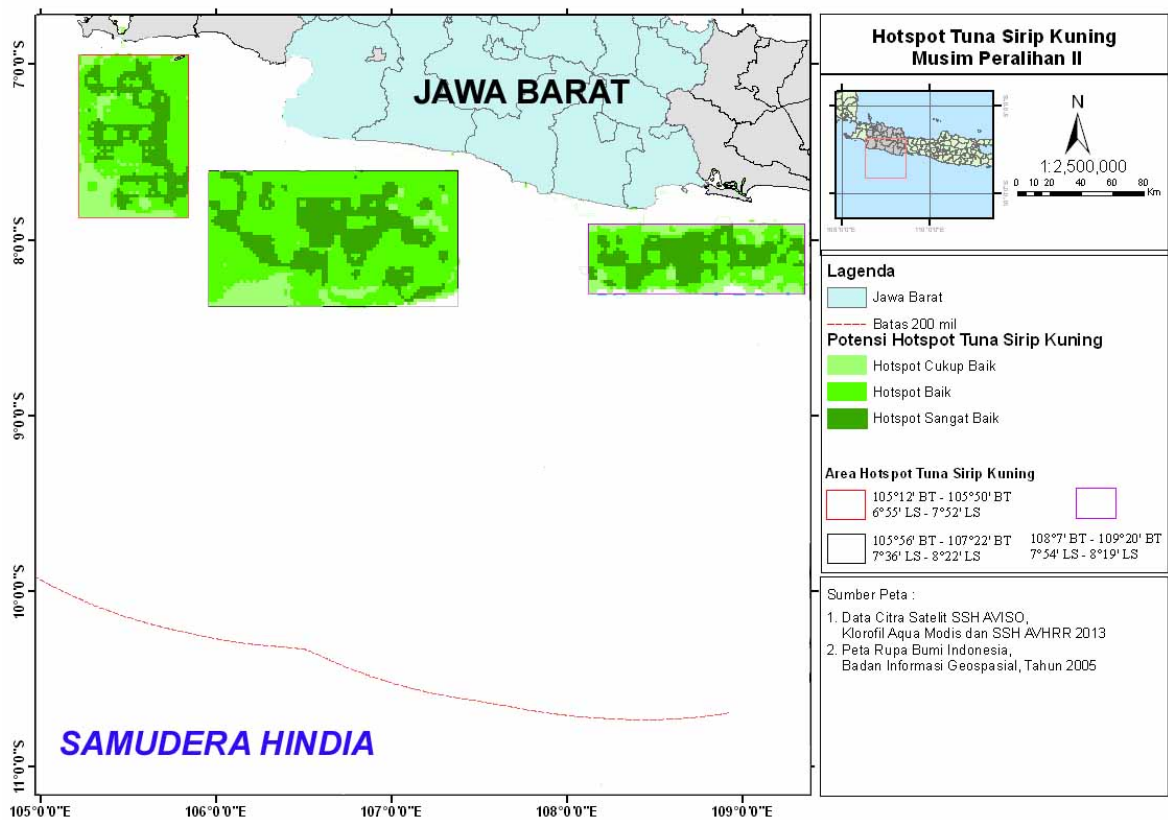 7°0'0"S
8°0'0"S
9°0'0"S
10°0'0"S
11°0'0"S
105°0'0"E
106°0'0"E
107°0'0"E
108°0'0"E
109°0'0"E
JAWA BARAT
SAMUDERA HINDIA
Hotspot Tuna Sirip Kuning
Musim Peralihan II
N
1:2,500,000
0 10 20 40 60 80
Km
Lagenda
Jawa Barat
Batas 200 mil
Potensi Hotspot Tuna Sirip Kuning
Hotspot Cukup Baik
Hotspot Baik
Hotspot Sangat Baik
Area Hotspot Tuna Sirip Kuning
105°12' BT - 105°50' BT
6°55' LS - 7°52' LS
105°56' BT - 107°22' BT
7°36' LS - 8°22' LS
108°7' BT - 109°20' BT
7°54' LS - 8°19' LS
Sumber Peta :
1. Data Citra Satelit SSH AVISO,
Klorofil Aqua Modis dan SSH AVHRR 2013
2. Peta Rupa Bumi Indonesia,
Badan Informasi Geospasial, Tahun 2005